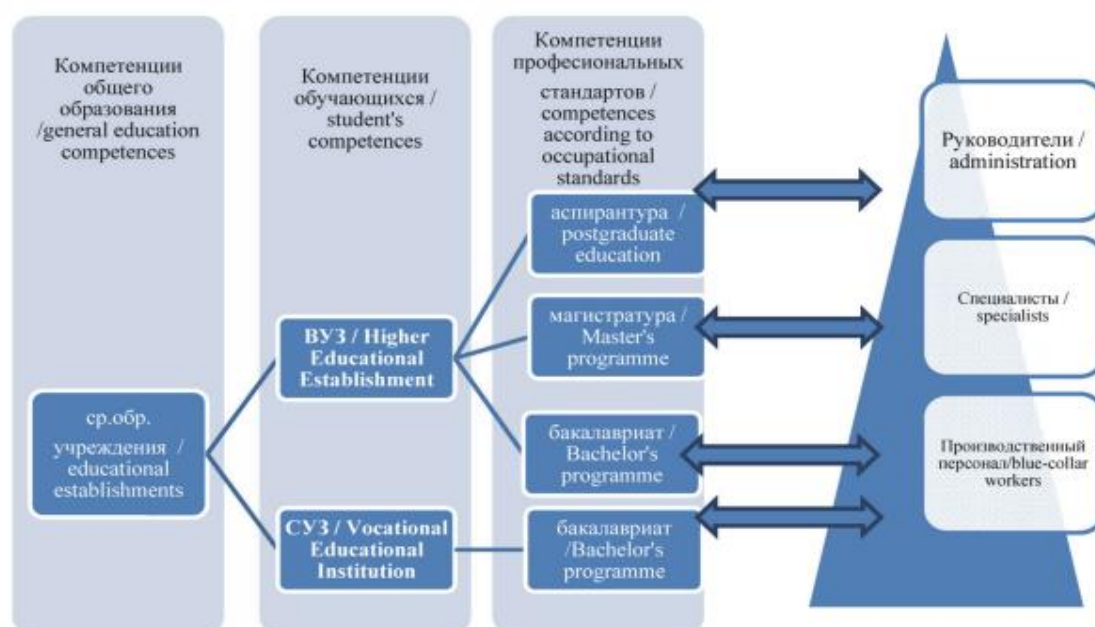 Компетенции
общего
образования
/general education
competences
Компетенции
обучающихся /
student's
competences
Компетенции
професиональных
стандартов /
competences
according to
occupational
standards
ср.обр.
учреждения /
educational
establishments
ВУЗ / Higher
Educational
Establishment
СУЗ / Vocational
Educational
Institution
аспирантура /
postgraduate
education
магистратура /
Master's
programme
бакалавриат /
Bachelor's
programme
бакалавриат
/Bachelor's
programme
Руководители /
administration
Специалисты /
specialists
Производственный
персонал/blue-collar
workers